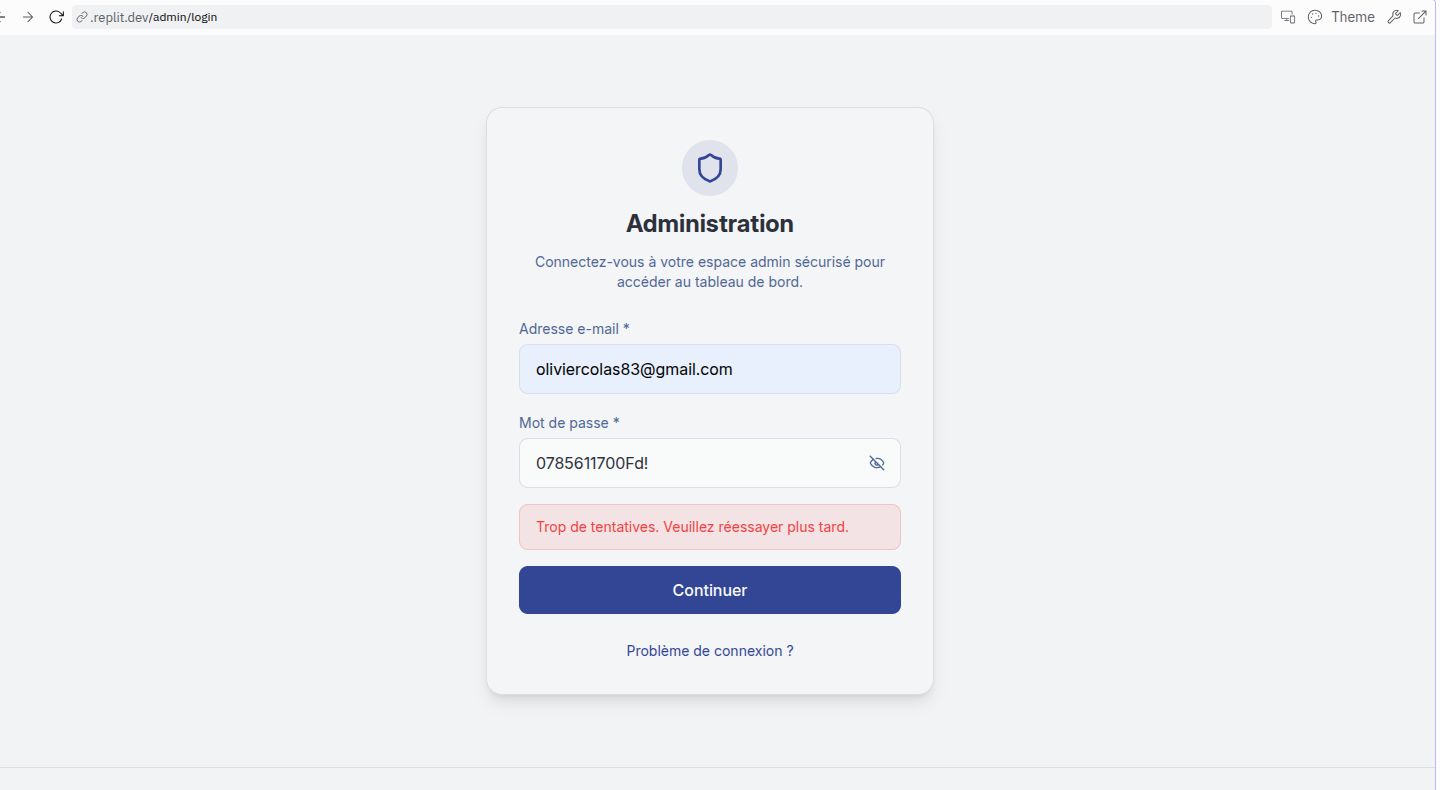 .replit.dev/admin/login
Theme
Administration
Connectez-vous à votre espace admin sécurisé pour
accéder au tableau de bord.
Adresse e-mail *
oliviercolas83@gmail.com
Mot de passe *
0785611700Fd!
Trop de tentatives. Veuillez réessayer plus tard.
Continuer
Problème de connexion ?